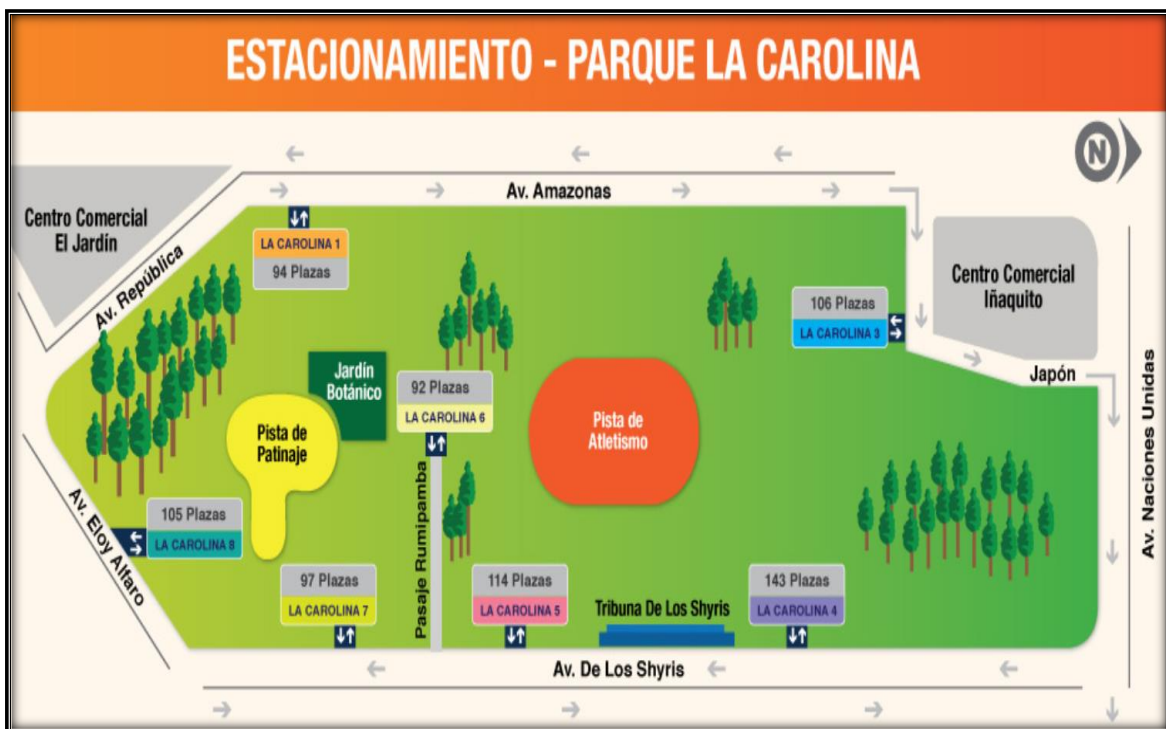 ESTACIONAMIENTO - PARQUE LA CAROLINA
N
Av. Amazonas
Centro Comercial
El Jardín
Av. República
LA CAROLINA 1
94 Plazas
Centro Comercial
Iñaquito
106 Plazas
LA CAROLINA 3
Japón
Av. Naciones Unidas
Jardín
Botánico
92 Plazas
LA CAROLINA 6
Pista de
Patinaje
Pista de
Atletismo
Pasaje Rumipamba
Av. Eloy Alfaro
105 Plazas
LA CAROLINA 8
97 Plazas
LA CAROLINA 7
114 Plazas
LA CAROLINA 5
Tribuna De Los Shyris
143 Plazas
LA CAROLINA 4
Av. De Los Shyris